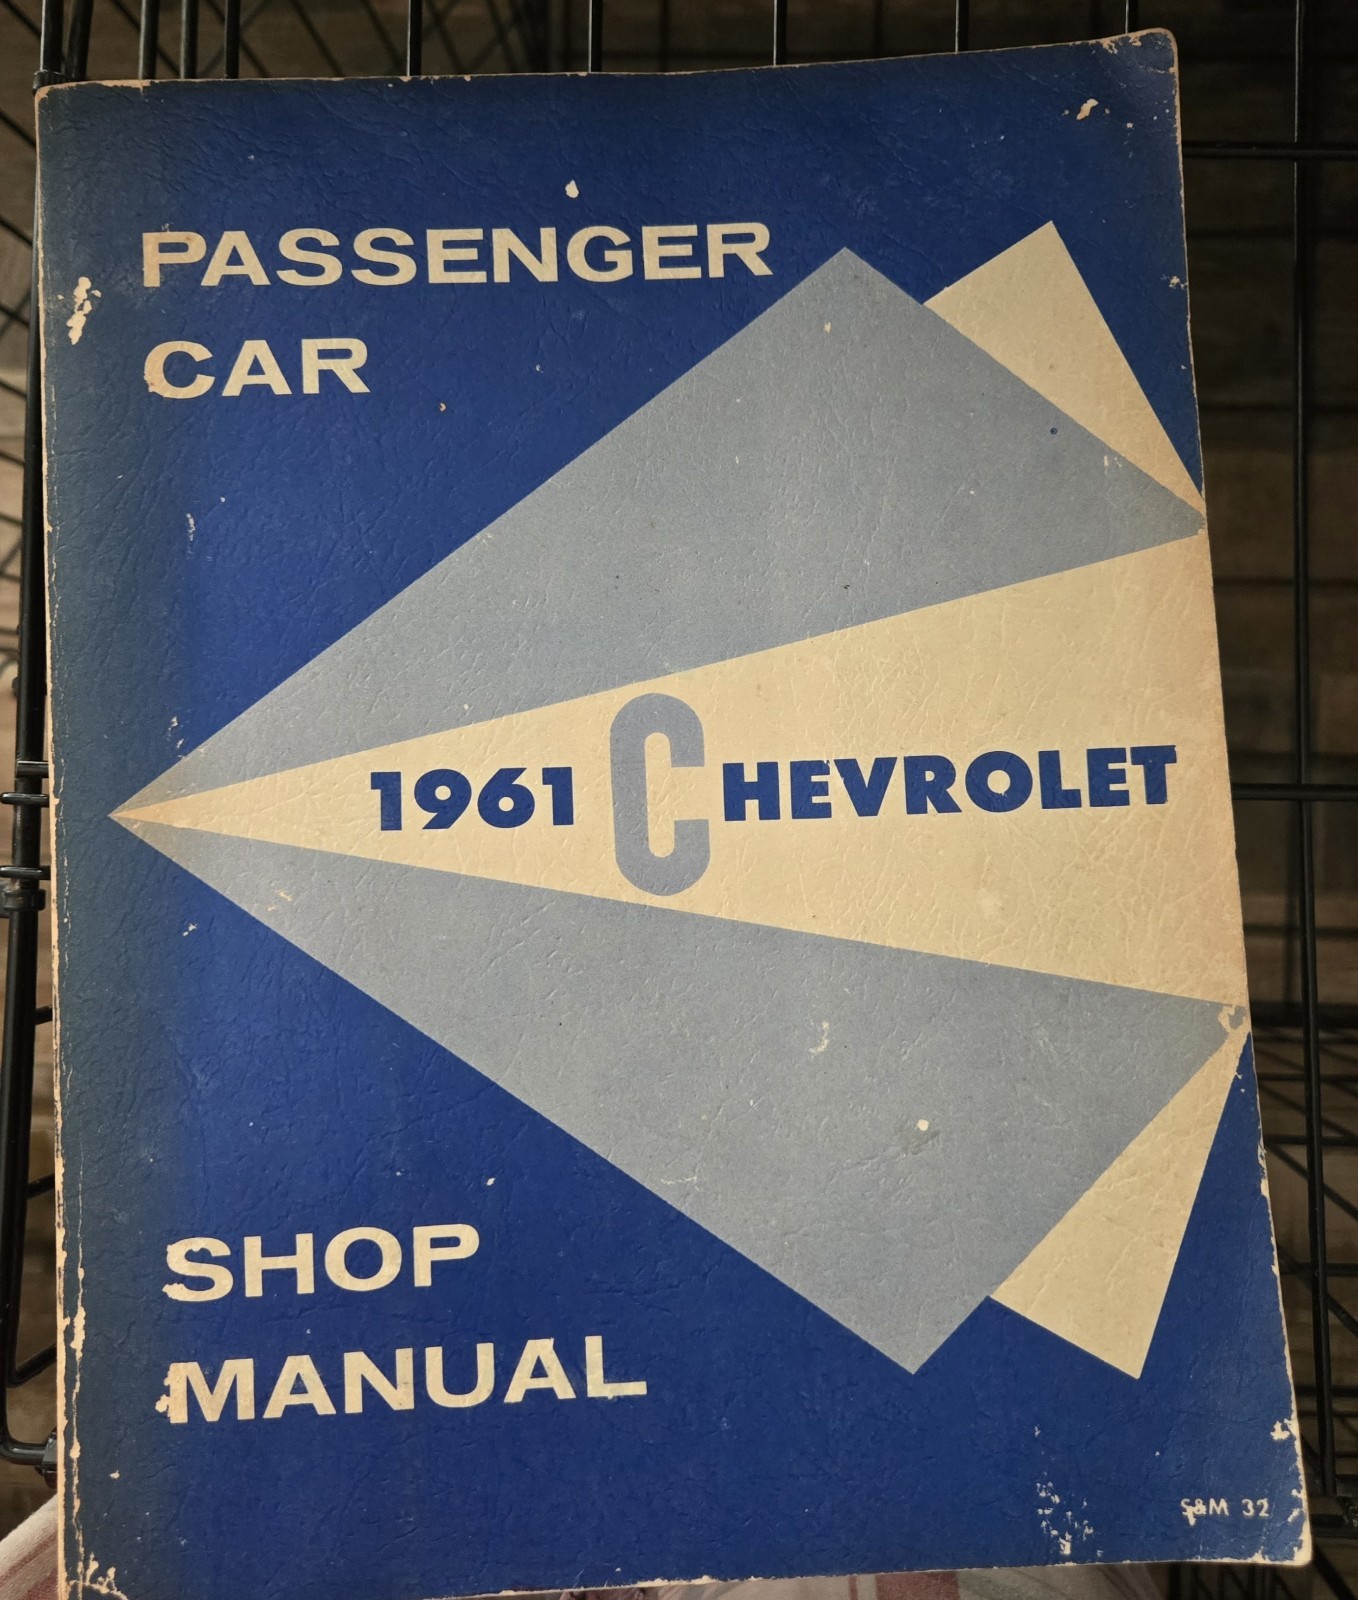 PASSENGER
CAR
1961 CHEVROLET
SHOP
MANUAL
S&M 32